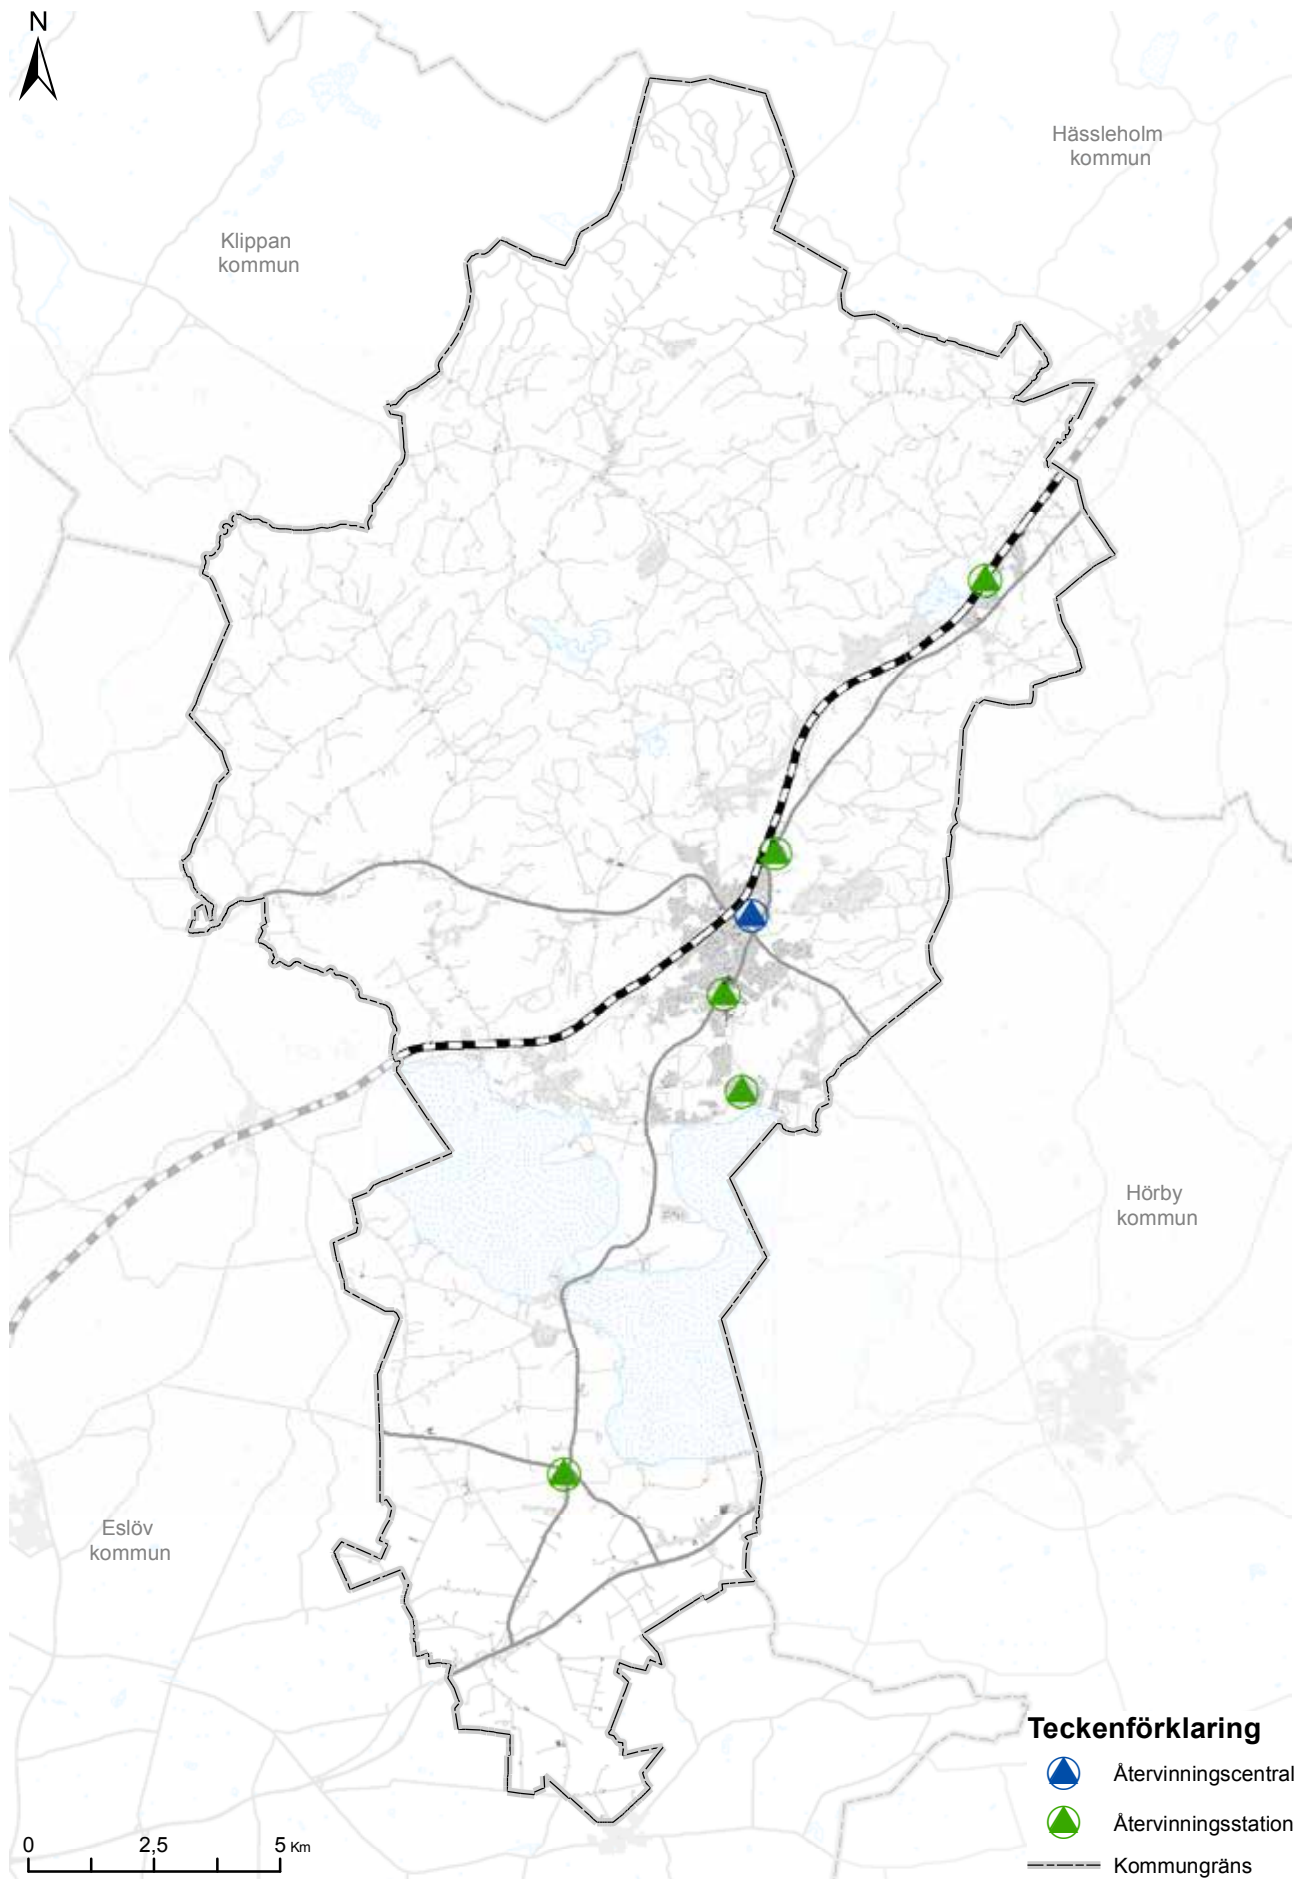 N
Hässleholm
kommun
Klippan
kommun
Hörby
kommun
Eslöv
kommun
Teckenförklaring
Återvinningscentral
Återvinningsstation
Kommungräns
0 2,5 5 Km